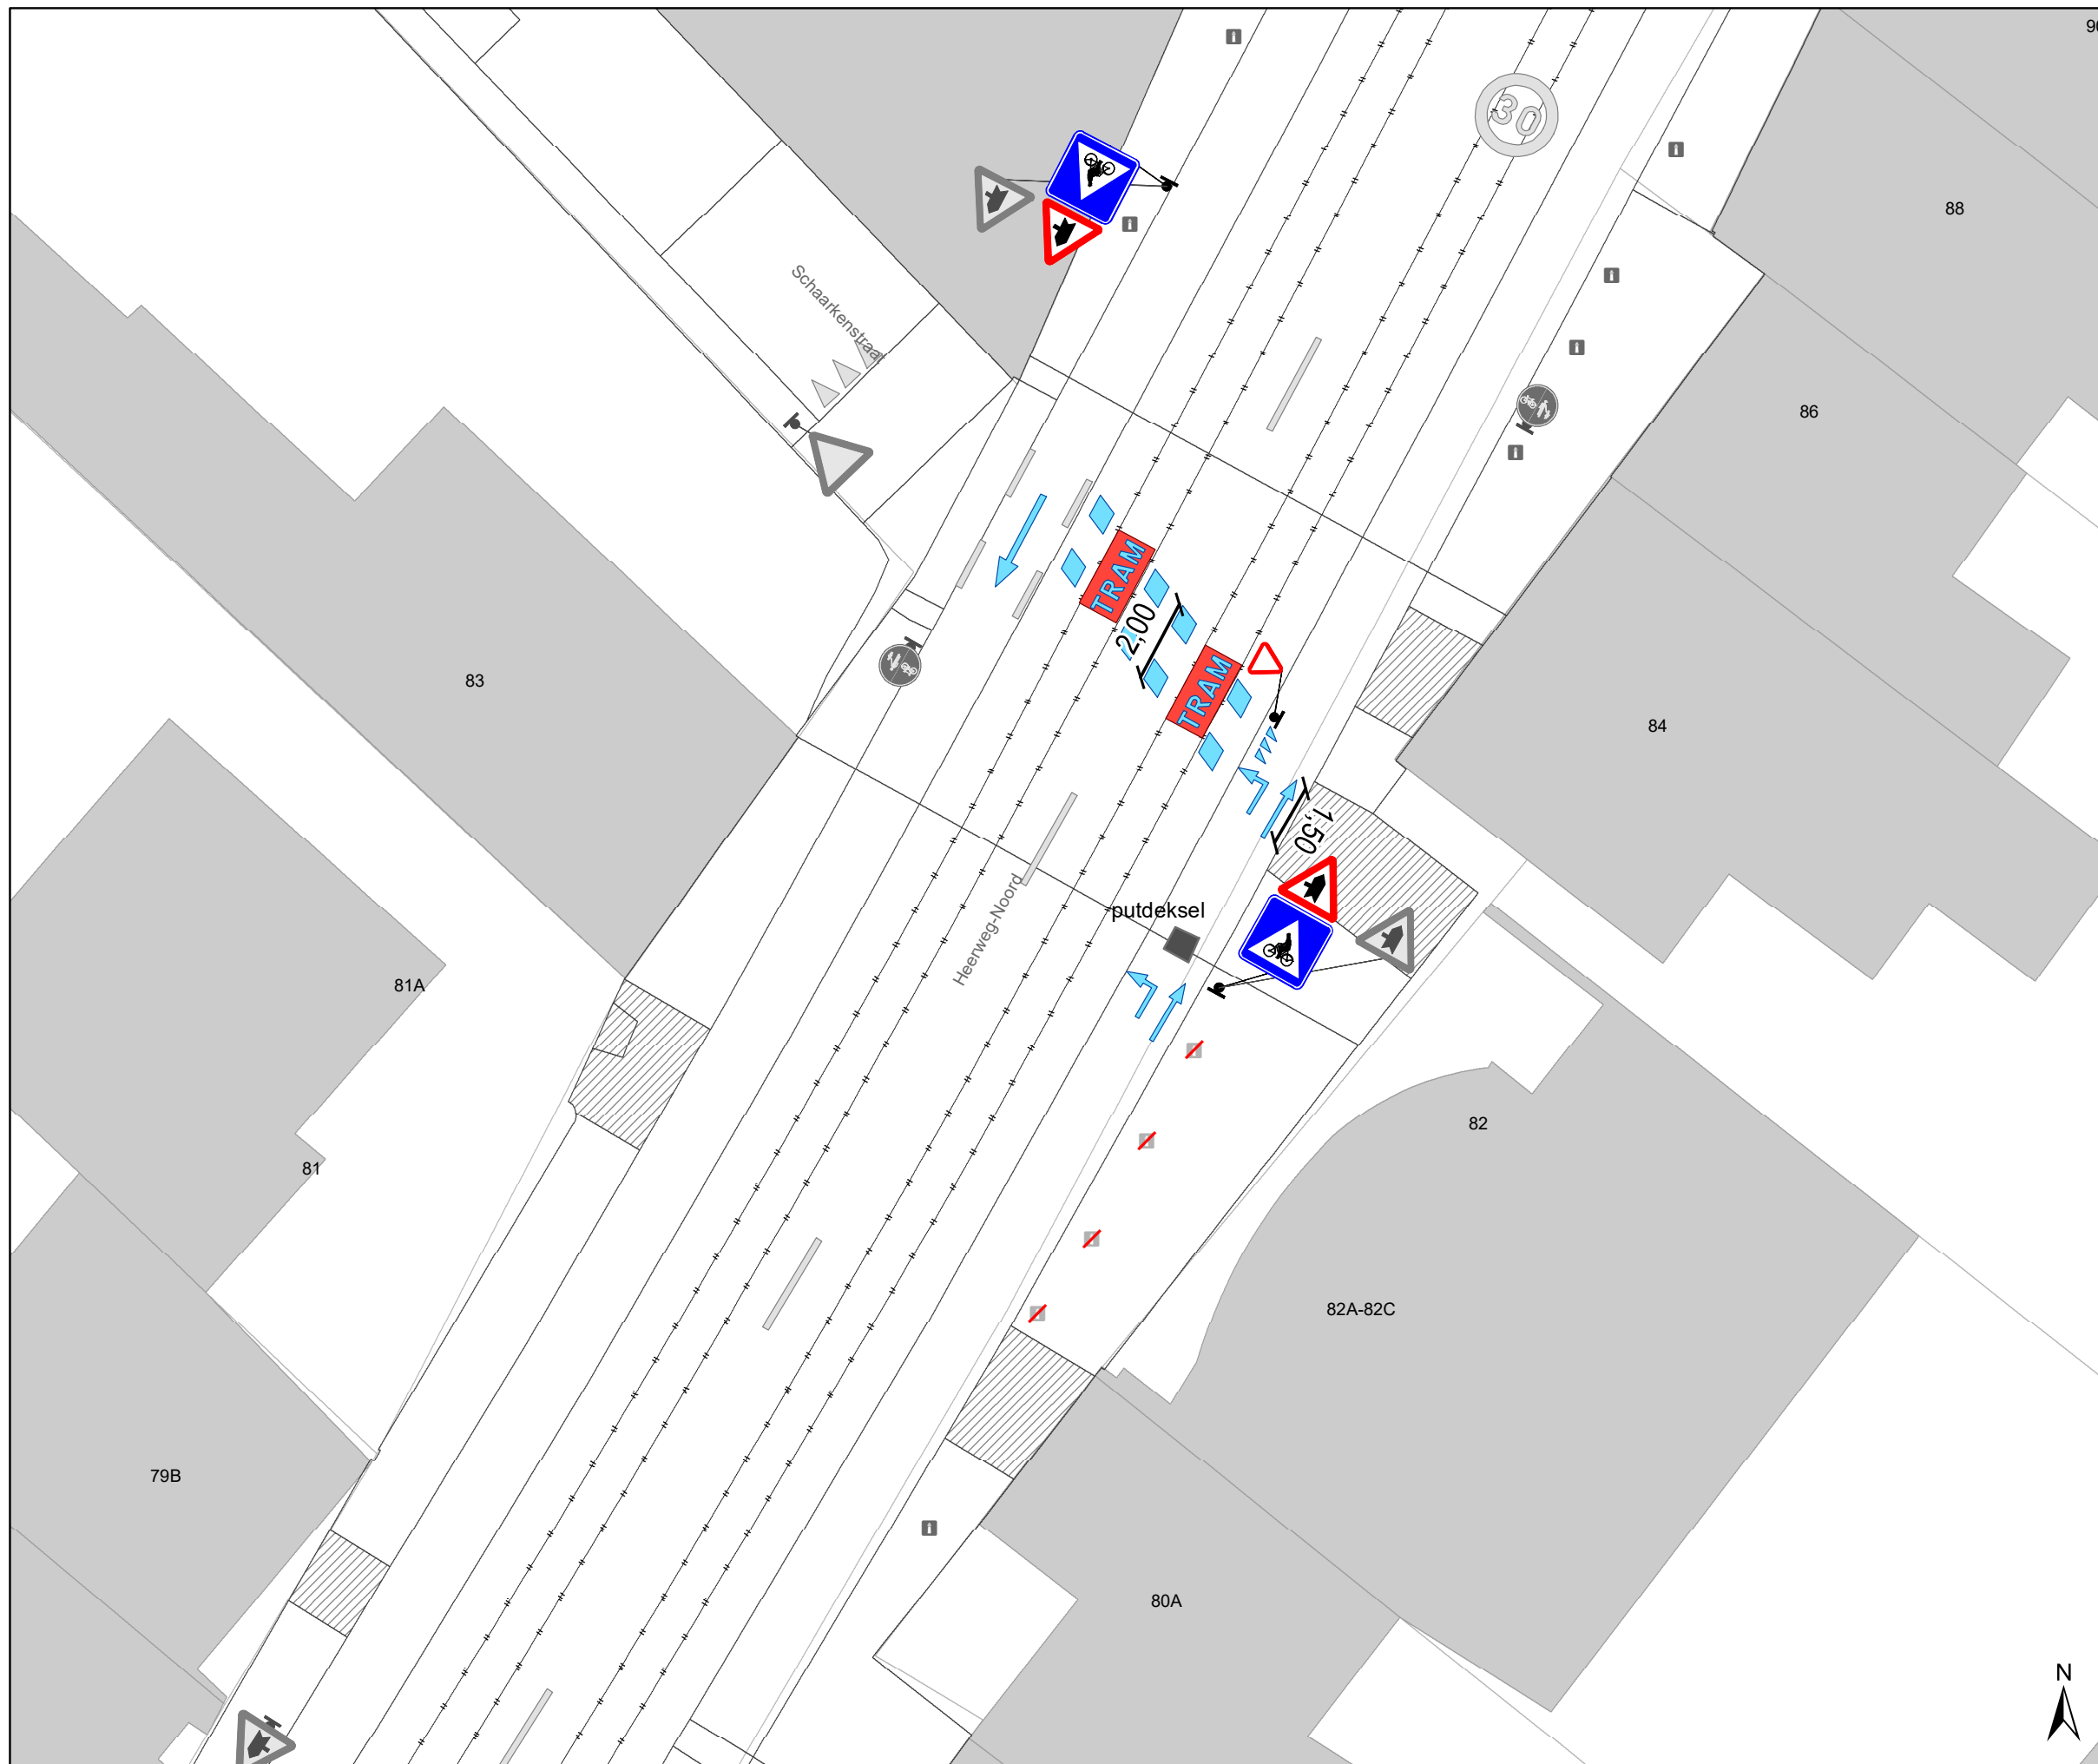 30
88
Schaarkenstraat
86
TRAM
2,00
TRAM
83
84
1,50
putdeksel
Heerweg-Noord
81A
82
81
82A-82C
79B
80A
N